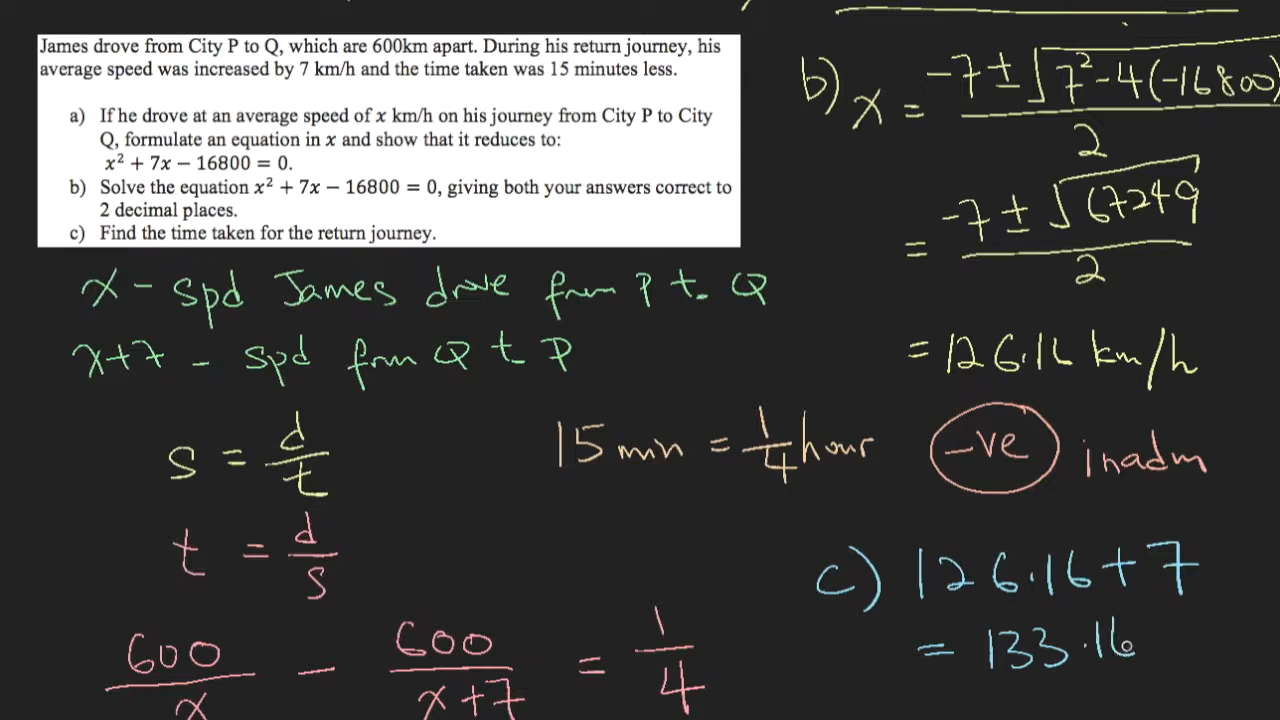 James drove from City P to Q, which are 600km apart. During his return journey, his
average speed was increased by 7 km/h and the time taken was 15 minutes less.
a) If he drove at an average speed of x km/h on his journey from City P to City
Q, formulate an equation in x and show that it reduces to:
x² + 7x − 16800 = 0.
b) Solve the equation x² + 7x − 16800 = 0, giving both your answers correct to
2 decimal places.
c) Find the time taken for the return journey.
x - spd James drove from P to Q
x+7 - spd from Q to P
s = d/t
t = d/s
600/x - 600/x+7 = 1/4
15 min = 1/4 hour
b) x = -7 ± √7²-4(-16800) / 2
= -7 ± √67249 / 2
= 126.16 km/h
-ve inadm
c) 126.16+7
= 133.16